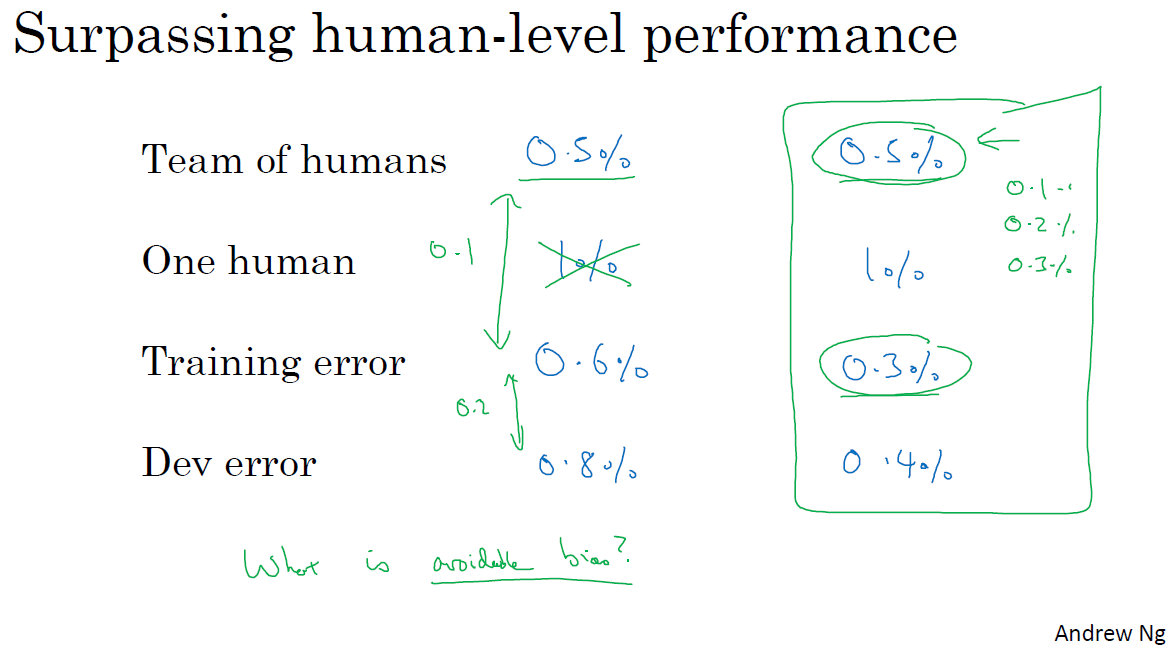 Surpassing human-level performance
Team of humans 0.5% 0.5%
0.1
0.2%
One human 0.1 1% 1% 0.3%
Training error 0.6% 0.3%
0.2
Dev error 0.8% 0.4%
What is avoidable bias?
Andrew Ng